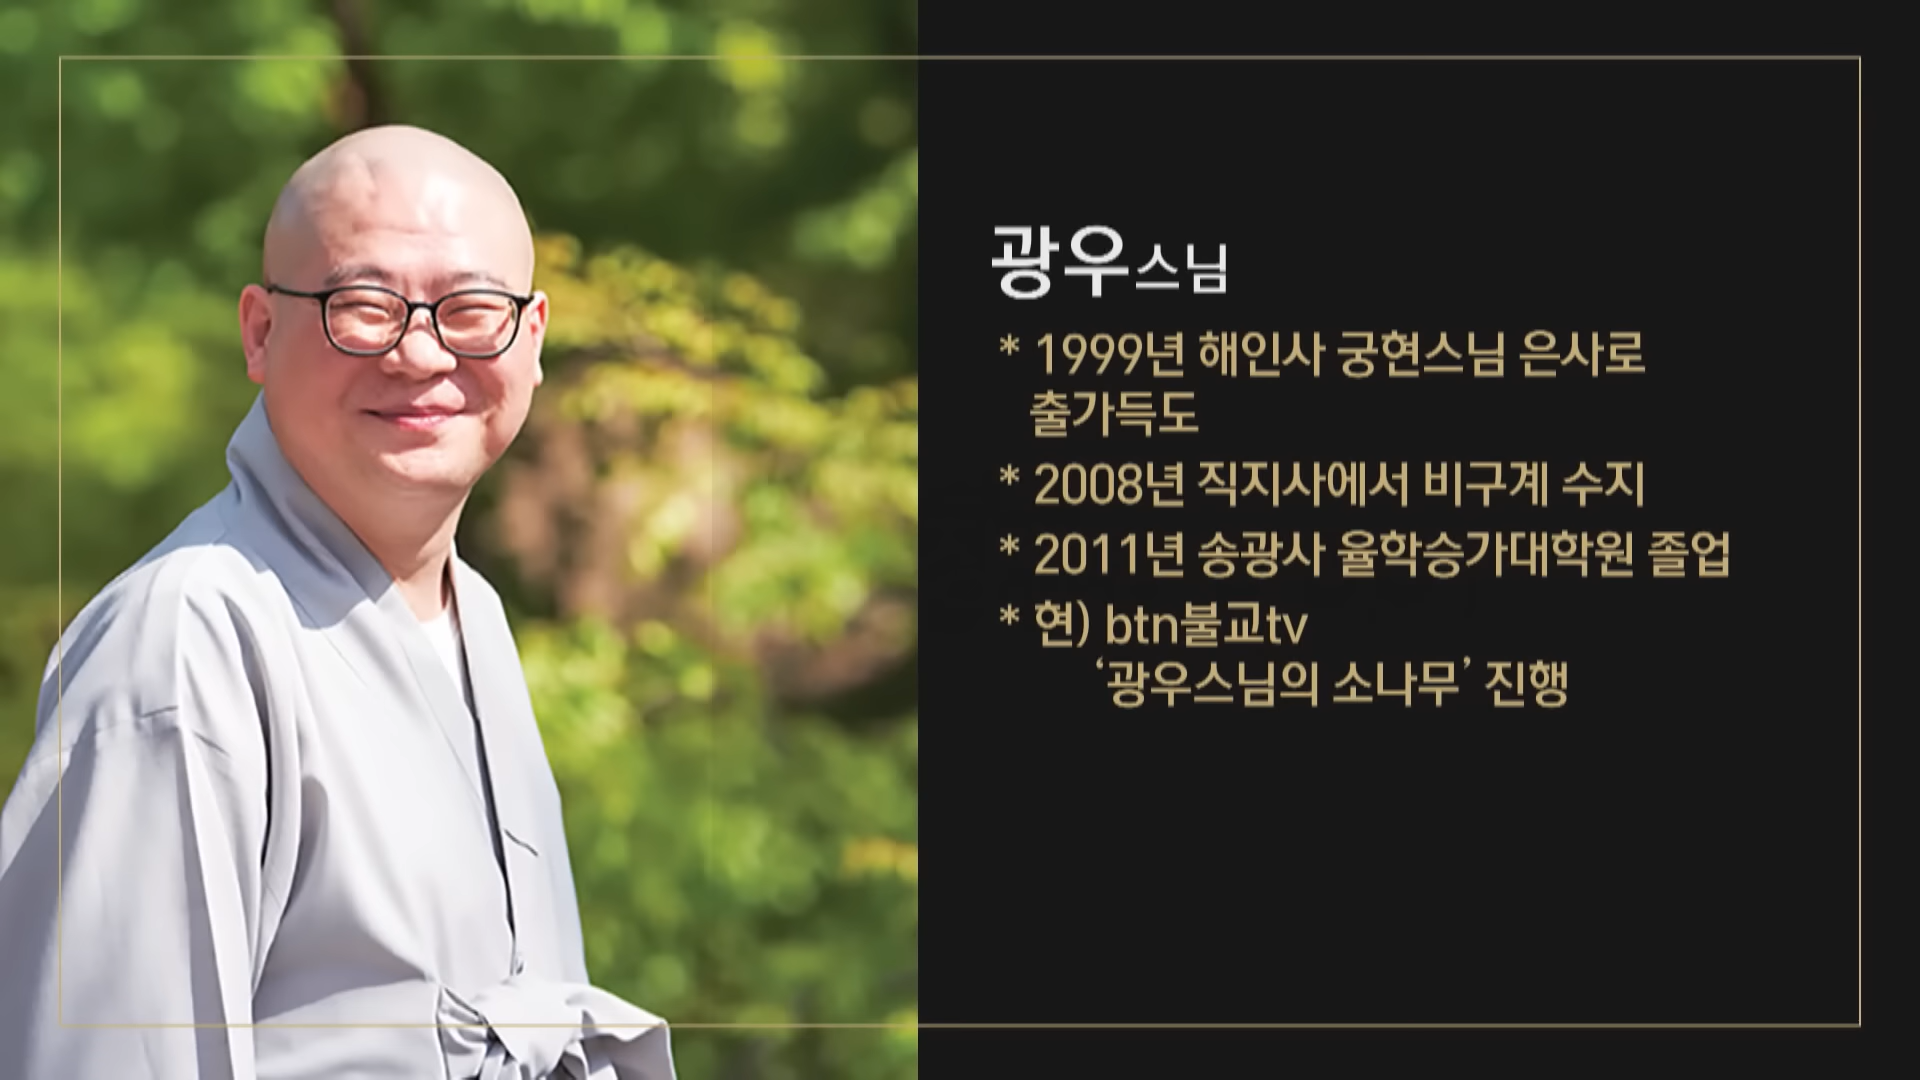 광우스님
* 1999년 해인사 궁현스님 은사로
출가득도
* 2008년 직지사에서 비구계 수지
* 2011년 송광사 율학승가대학원 졸업
* 현) btn불교tv
‘광우스님의 소나무’ 진행